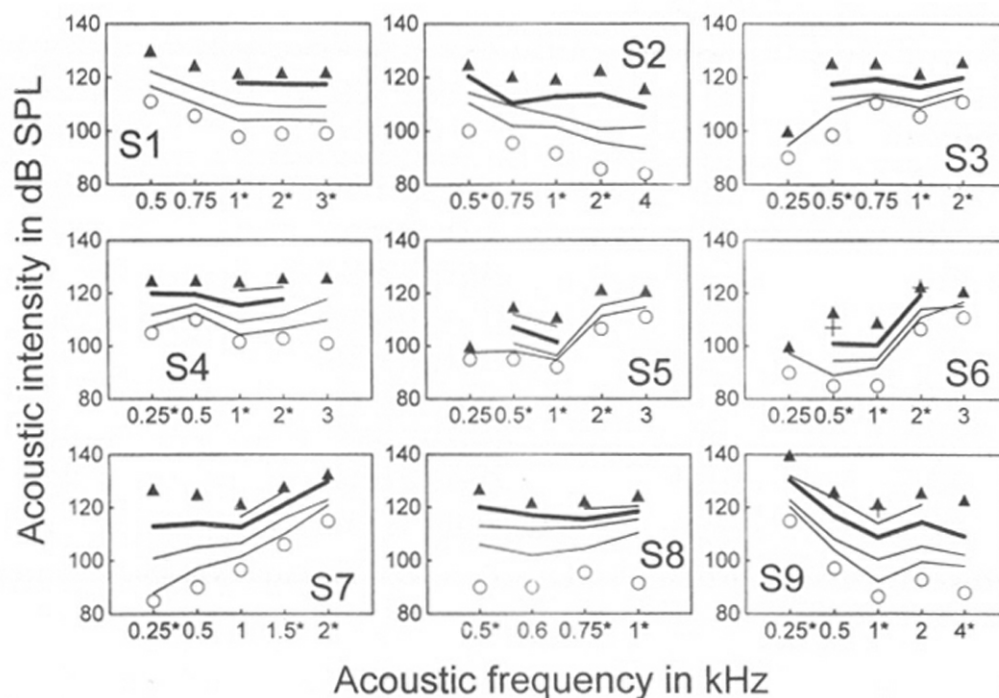 Acoustic intensity in dB SPL
140
120
100
80
S1
0.5 0.75 1* 2* 3*
140
120
100
80
S2
0.5* 0.75 1* 2* 4
140
120
100
80
S3
0.25 0.5* 0.75 1* 2*
140
120
100
80
S4
0.25* 0.5 1* 2* 3
140
120
100
80
S5
0.25 0.5* 1* 2* 3
140
120
100
80
S6
0.25 0.5* 1* 2* 3
140
120
100
80
S7
0.25* 0.5 1 1.5* 2*
140
120
100
80
S8
0.5* 0.6 0.75* 1*
140
120
100
80
S9
0.25* 0.5 1* 2 4*
Acoustic frequency in kHz